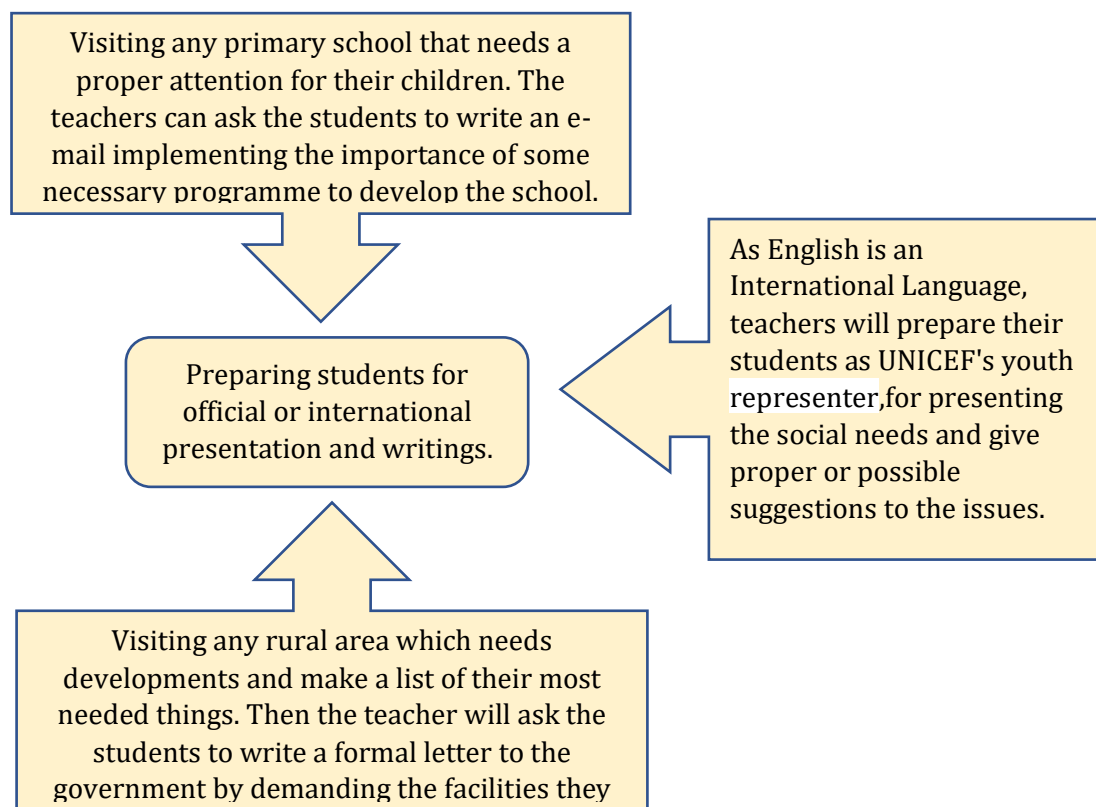 Visiting any primary school that needs a
proper attention for their children. The
teachers can ask the students to write an e-
mail implementing the importance of some
necessary programme to develop the school.
As English is an
International Language,
teachers will prepare their
students as UNICEF's youth
representer,for presenting
the social needs and give
proper or possible
suggestions to the issues.
Preparing students for
official or international
presentation and writings.
Visiting any rural area which needs
developments and make a list of their most
needed things. Then the teacher will ask the
students to write a formal letter to the
government by demanding the facilities they